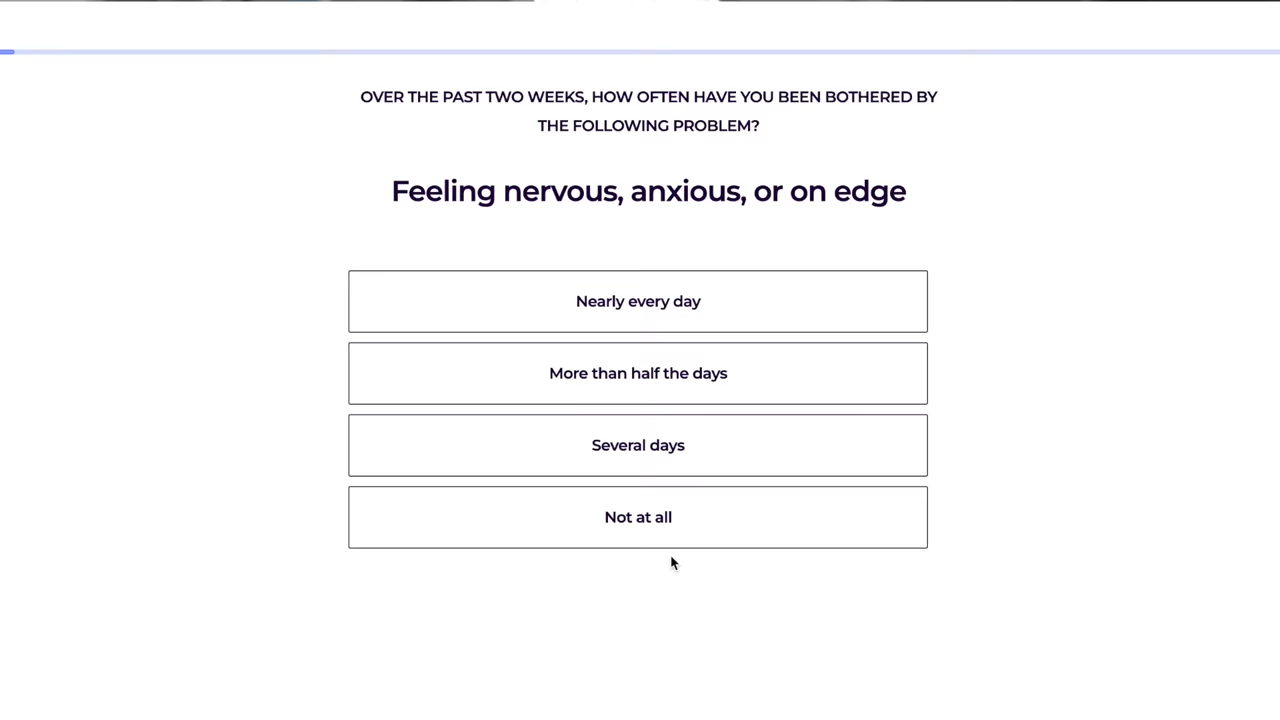 OVER THE PAST TWO WEEKS, HOW OFTEN HAVE YOU BEEN BOTHERED BY
THE FOLLOWING PROBLEM?
Feeling nervous, anxious, or on edge
Nearly every day
More than half the days
Several days
Not at all